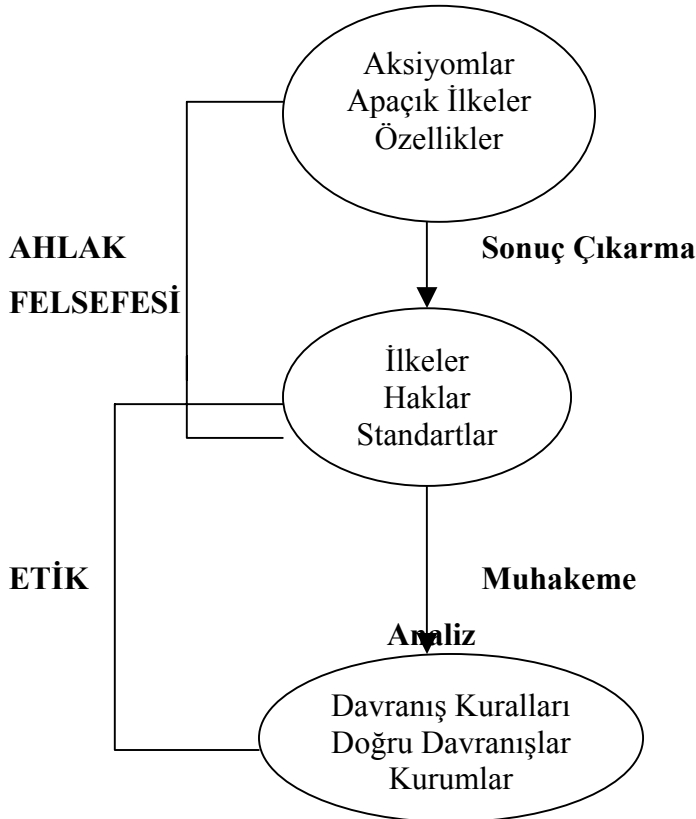 Aksiyomlar
Apaçık İlkeler
Özellikler
AHLAK
FELSEFESİ
Sonuç Çıkarma
İlkeler
Haklar
Standartlar
ETİK
Muhakeme
Analiz
Davranış Kuralları
Doğru Davranışlar
Kurumlar